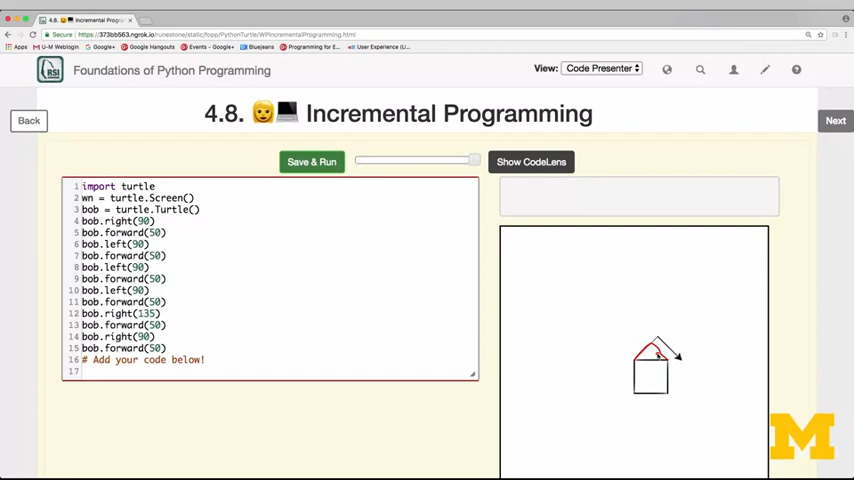 4.8. Incremental Progra
Secure https://373bb563.ngrok.io/runestone/static/fopp/PythonTurtle/WPIncrementalProgramming.html
Apps U-M Weblogin Google+ Google Hangouts Events - Google+ Bluejeans Programming for E... User Experience (U...
RSI Foundations of Python Programming View: Code Presenter
Back 4.8. Incremental Programming Next
Save & Run Show CodeLens
1 import turtle
2 wn = turtle.Screen()
3 bob = turtle.Turtle()
4 bob.right(90)
5 bob.forward(50)
6 bob.left(90)
7 bob.forward(50)
8 bob.left(90)
9 bob.forward(50)
10 bob.left(90)
11 bob.forward(50)
12 bob.right(135)
13 bob.forward(50)
14 bob.right(90)
15 bob.forward(50)
16 # Add your code below!
17
M